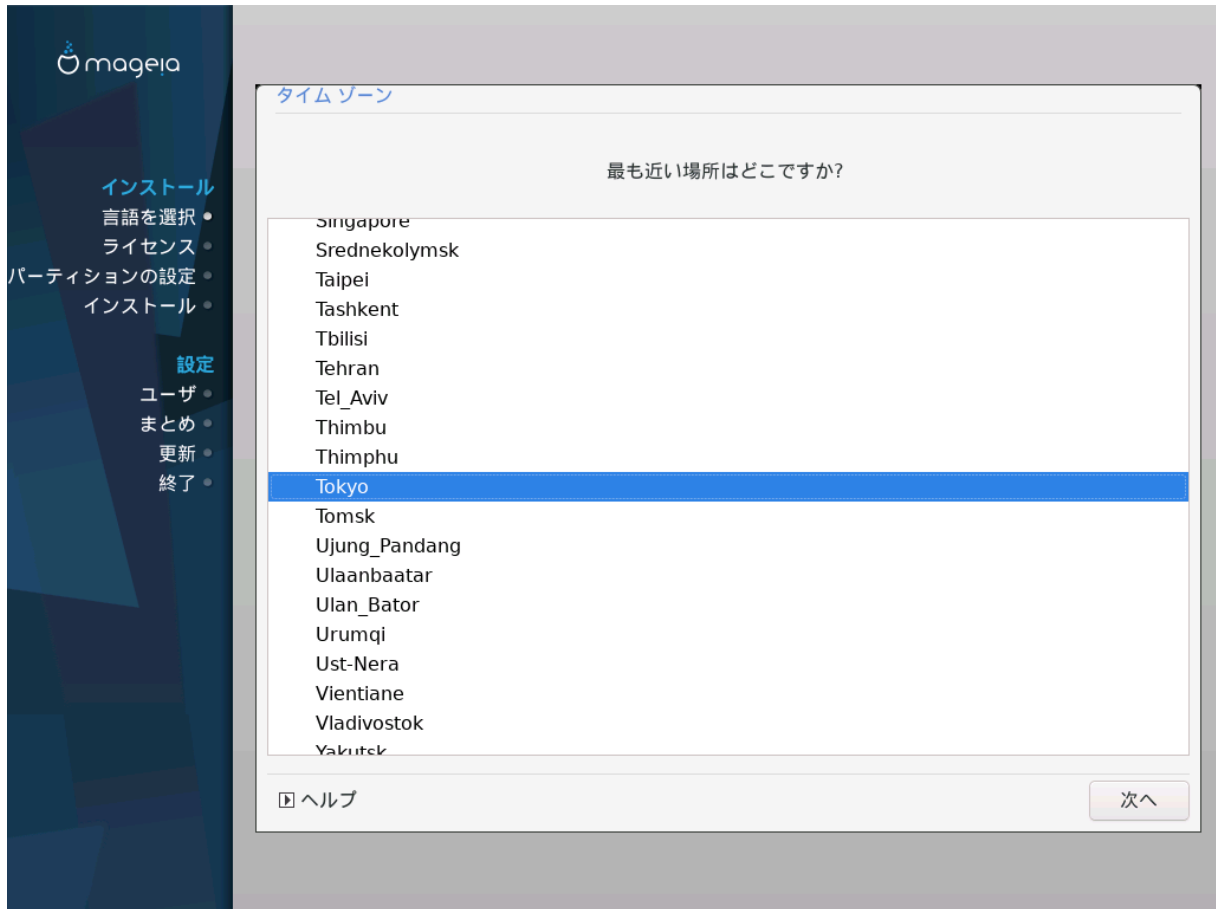 mageia
インストール
言語を選択
ライセンス
パーティションの設定
インストール
設定
ユーザ
まとめ
更新
終了
タイム ゾーン
最も近い場所はどこですか?
Singapore
Srednekolymsk
Taipei
Tashkent
Tbilisi
Tehran
Tel_Aviv
Thimbu
Thimphu
Tokyo
Tomsk
Ujung_Pandang
Ulaanbaatar
Ulan_Bator
Urumqi
Ust-Nera
Vientiane
Vladivostok
Yakutsk
ヘルプ
次へ